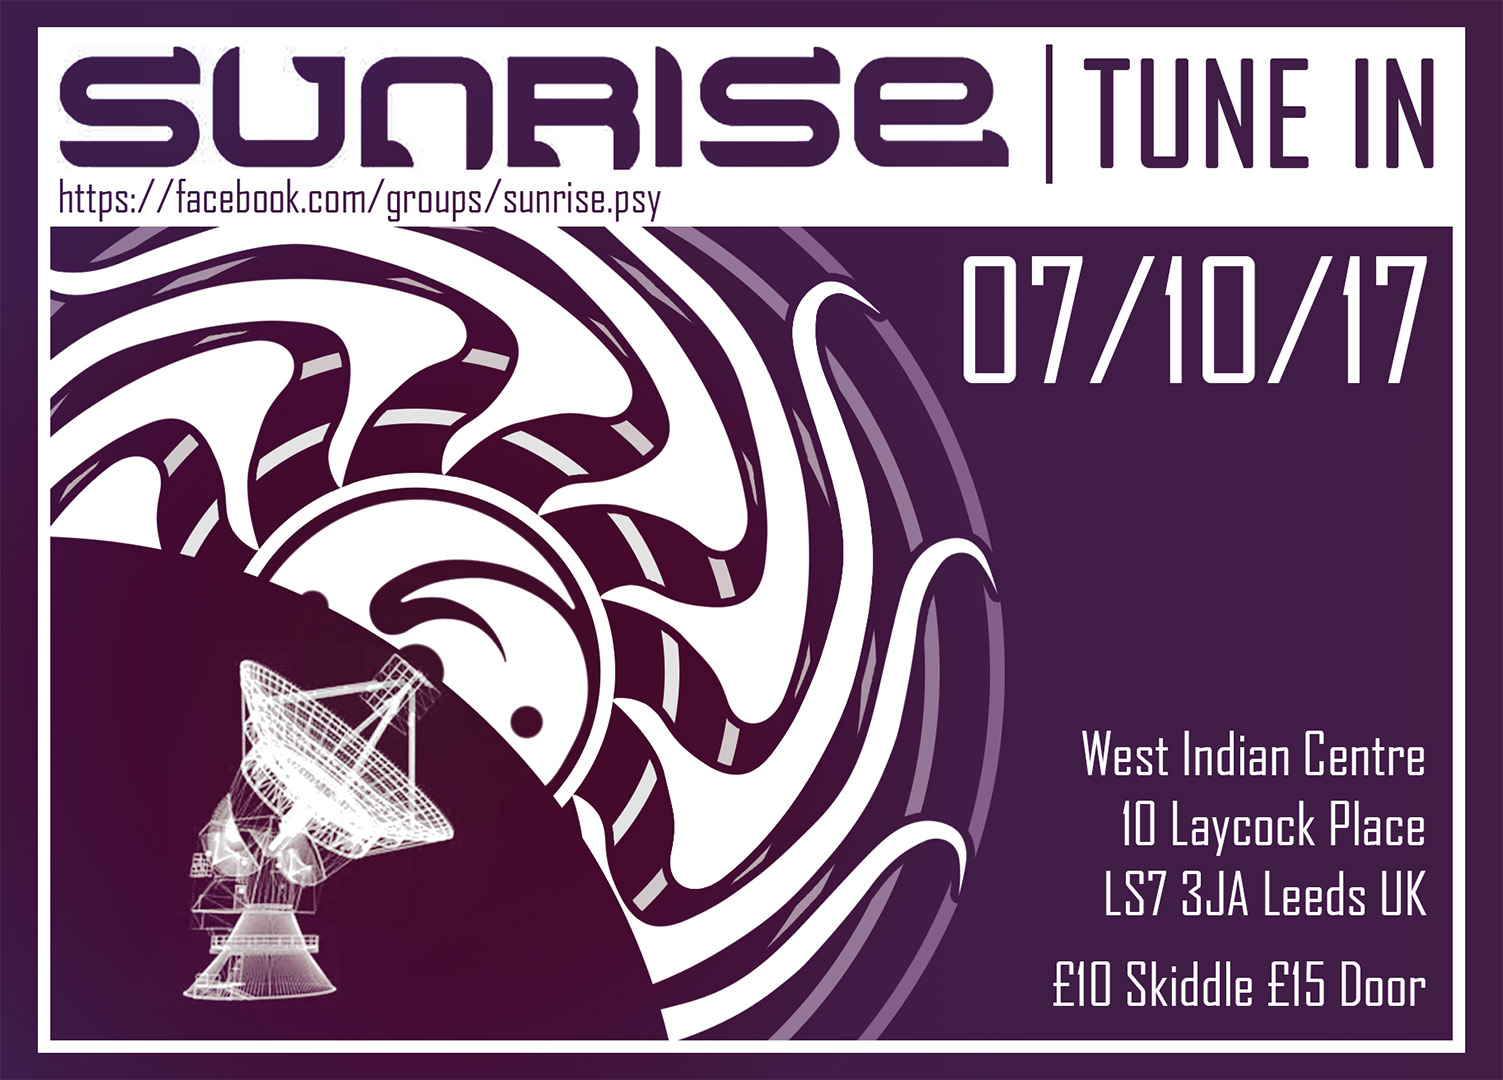 SUNRISE | TUNE IN
https://facebook.com/groups/sunrise.psy
07/10/17
West Indian Centre
10 Laycock Place
LS7 3JA Leeds UK
£10 Skiddle £15 Door